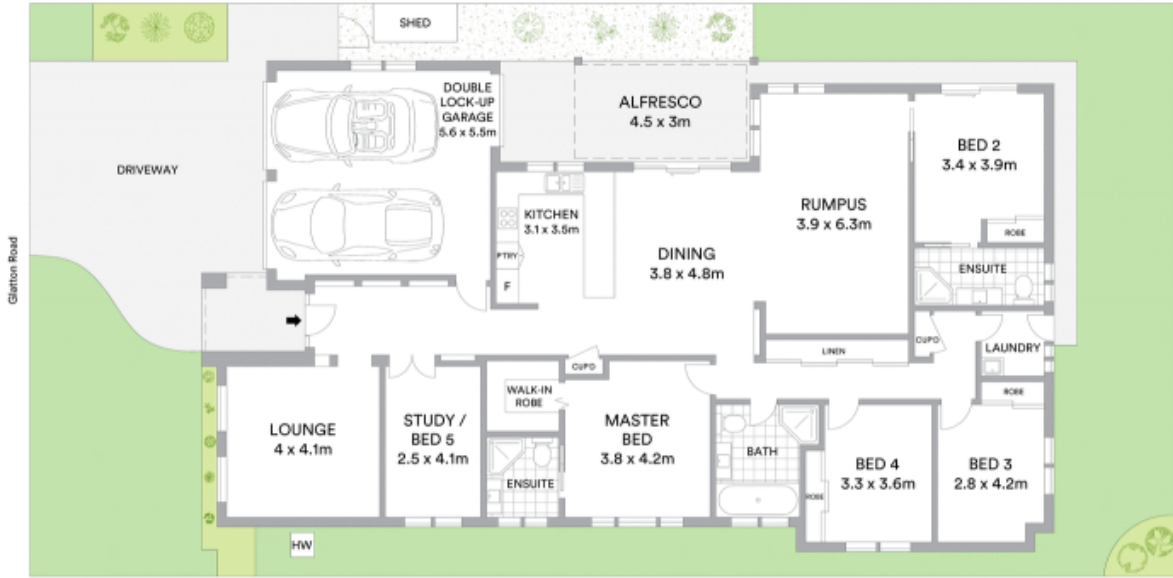 SHED
DOUBLE
LOCK-UP
GARAGE
5.6 x 5.5m
ALFRESCO
4.5 x 3m
BED 2
3.4 x 3.9m
ROBE
DRIVEWAY
KITCHEN
3.1 x 3.5m
PTRY
F
RUMPUS
3.9 x 6.3m
DINING
3.8 x 4.8m
ENSUITE
Glatton Road
CUPD
LAUNDRY
LINEN
CUPD
ROBE
WALK-IN
ROBE
LOUNGE
4 x 4.1m
STUDY /
BED 5
2.5 x 4.1m
MASTER
BED
3.8 x 4.2m
ENSUITE
BATH
ROBE
BED 4
3.3 x 3.6m
BED 3
2.8 x 4.2m
HW